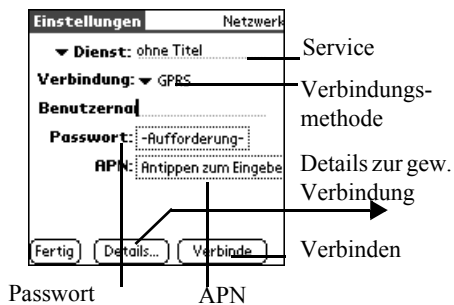 Einstellungen Netzwerk
Dienst: ohne Titel
Service
Verbindung: GPRS
Verbindungs-
methode
Benutzerna
Passwort: -Aufforderung-
APN: Antippen zum Eingebe
Details zur gew.
Verbindung
Fertig Details... Verbinde
Verbinden
Passwort APN